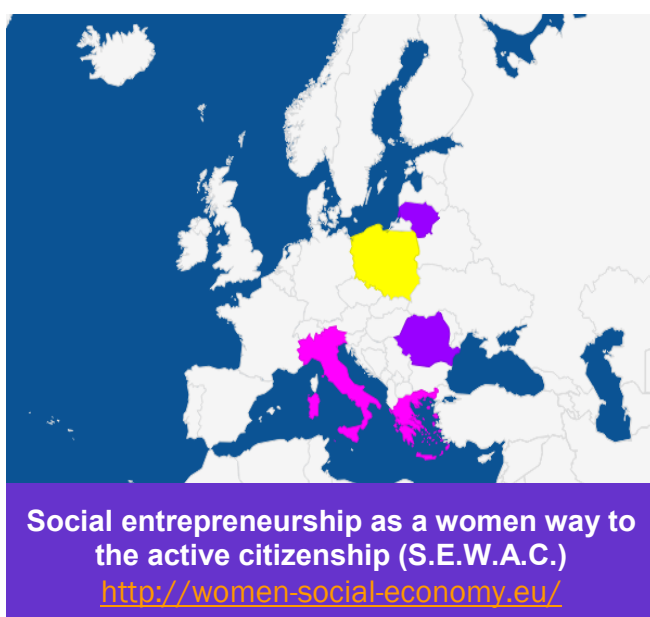 Social entrepreneurship as a women way to
the active citizenship (S.E.W.A.C.)
http://women-social-economy.eu/